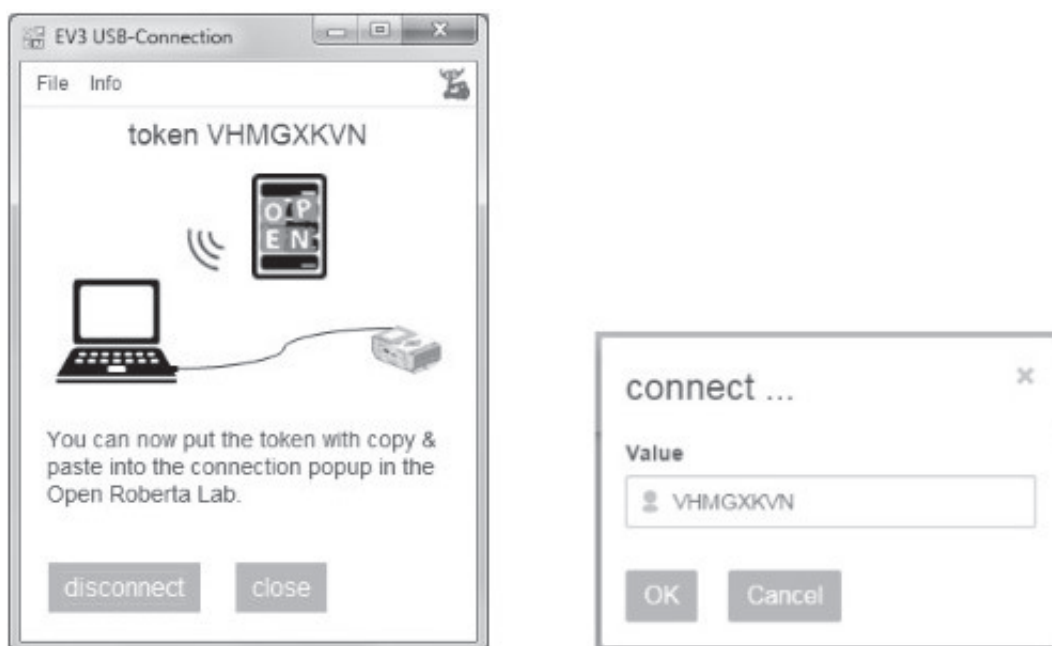 EV3 USB-Connection
File Info
token VHMGXKVN
OP
EN
You can now put the token with copy &
paste into the connection popup in the
Open Roberta Lab.
disconnect close
connect ...
Value
VHMGXKVN
OK Cancel